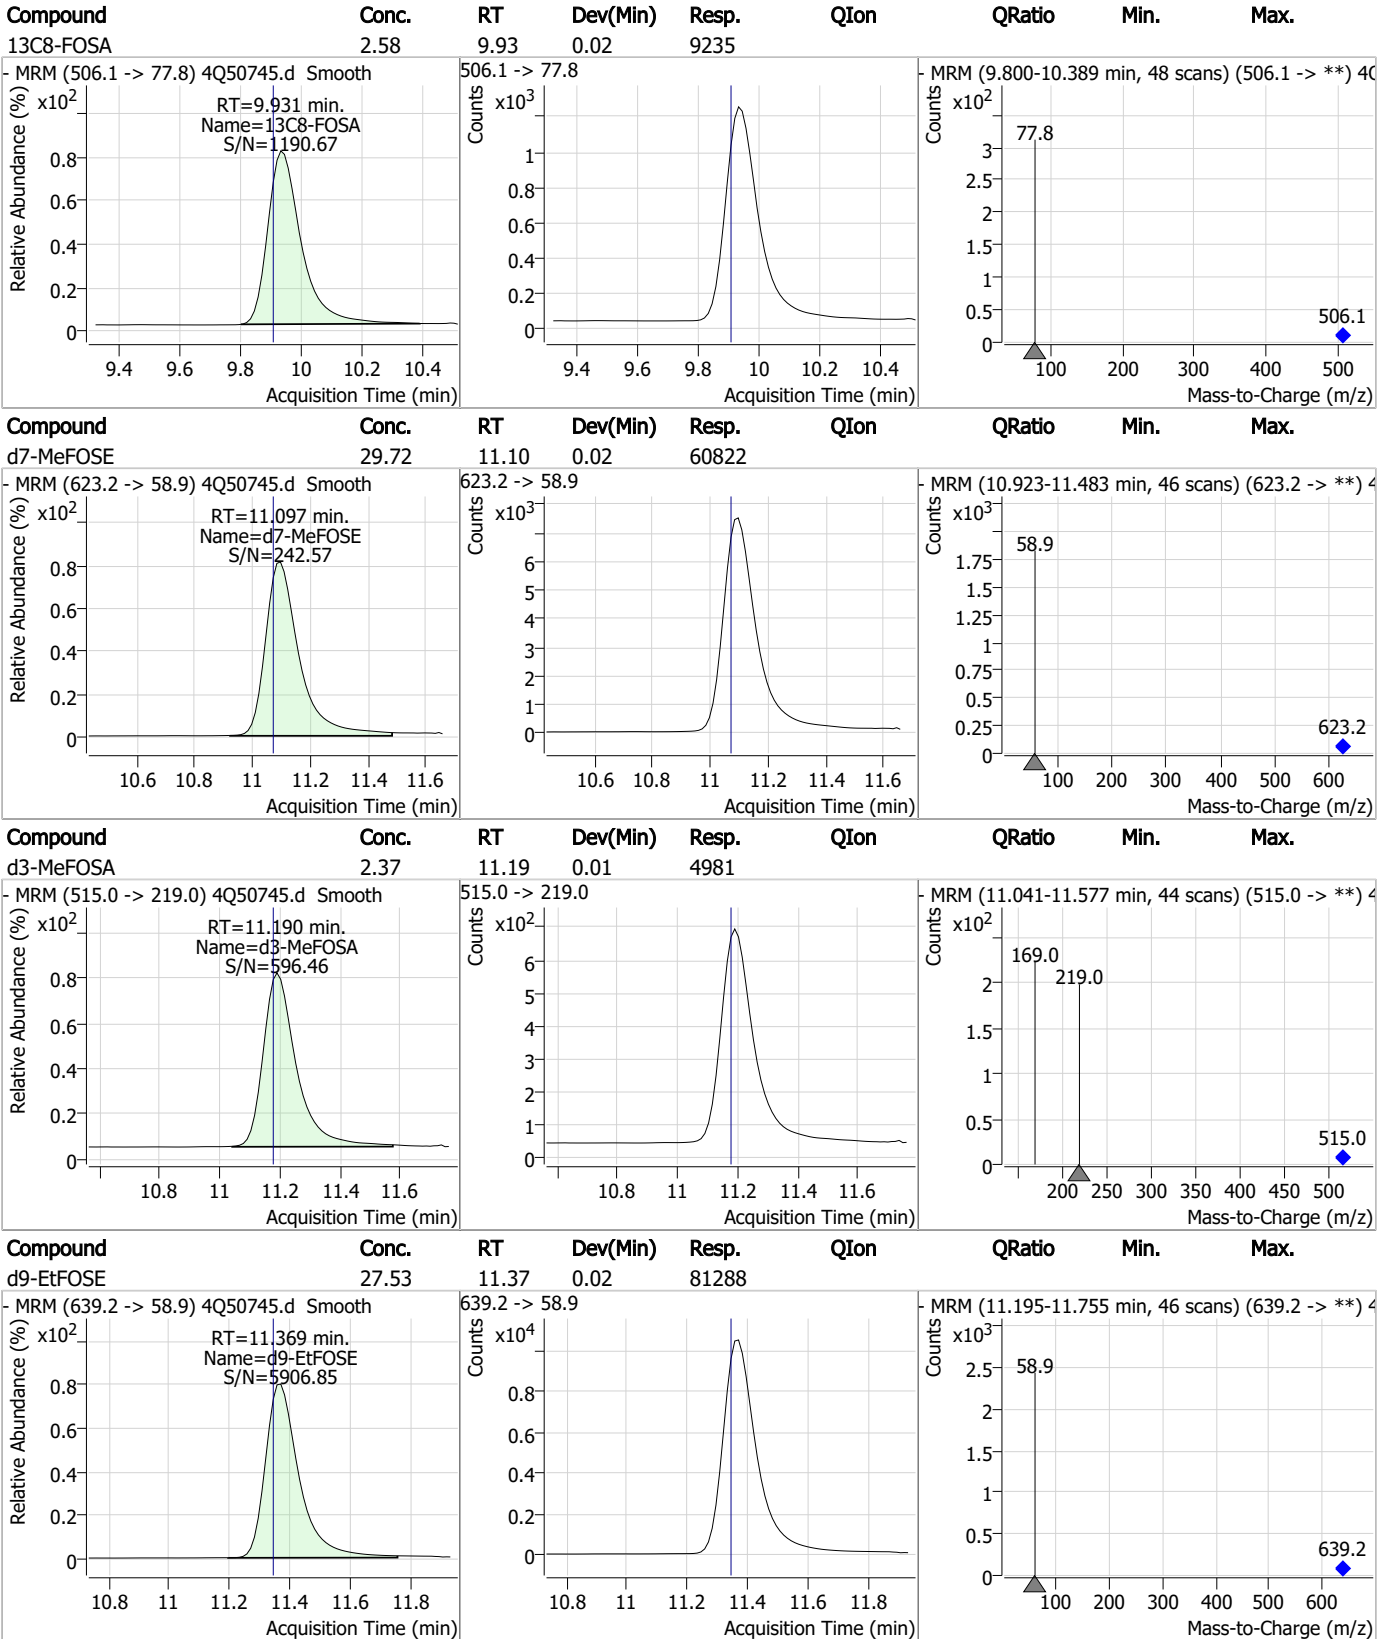 Compound Conc. RT Dev(Min) Resp. QIon QRatio Min. Max.
13C8-FOSA 2.58 9.93 0.02 9235
- MRM (506.1 -> 77.8) 4Q50745.d Smooth
506.1 -> 77.8
- MRM (9.800-10.389 min, 48 scans) (506.1 -> **) 4Q
Relative Abundance (%)
x10²
RT=9.931 min.
Name=13C8-FOSA
S/N=1190.67
0.8
0.6
0.4
0.2
0
9.4 9.6 9.8 10 10.2 10.4
Acquisition Time (min)
Counts
x10³
1
0.8
0.6
0.4
0.2
0
9.4 9.6 9.8 10 10.2 10.4
Acquisition Time (min)
Counts
x10²
77.8
3
2.5
2
1.5
1
0.5
0
506.1
100 200 300 400 500
Mass-to-Charge (m/z)
Compound Conc. RT Dev(Min) Resp. QIon QRatio Min. Max.
d7-MeFOSE 29.72 11.10 0.02 60822
- MRM (623.2 -> 58.9) 4Q50745.d Smooth
623.2 -> 58.9
- MRM (10.923-11.483 min, 46 scans) (623.2 -> **) 4
Relative Abundance (%)
x10²
RT=11.097 min.
Name=d7-MeFOSE
S/N=242.57
0.8
0.6
0.4
0.2
0
10.6 10.8 11 11.2 11.4 11.6
Acquisition Time (min)
Counts
x10³
6
5
4
3
2
1
0
10.6 10.8 11 11.2 11.4 11.6
Acquisition Time (min)
Counts
x10³
58.9
1.75
1.5
1.25
1
0.75
0.5
0.25
0
623.2
100 200 300 400 500 600
Mass-to-Charge (m/z)
Compound Conc. RT Dev(Min) Resp. QIon QRatio Min. Max.
d3-MeFOSA 2.37 11.19 0.01 4981
- MRM (515.0 -> 219.0) 4Q50745.d Smooth
515.0 -> 219.0
- MRM (11.041-11.577 min, 44 scans) (515.0 -> **) 4
Relative Abundance (%)
x10²
RT=11.190 min.
Name=d3-MeFOSA
S/N=596.46
0.8
0.6
0.4
0.2
0
10.8 11 11.2 11.4 11.6
Acquisition Time (min)
Counts
x10²
6
5
4
3
2
1
0
10.8 11 11.2 11.4 11.6
Acquisition Time (min)
Counts
x10²
169.0
219.0
2
1.5
1
0.5
0
515.0
200 250 300 350 400 450 500
Mass-to-Charge (m/z)
Compound Conc. RT Dev(Min) Resp. QIon QRatio Min. Max.
d9-EtFOSE 27.53 11.37 0.02 81288
- MRM (639.2 -> 58.9) 4Q50745.d Smooth
639.2 -> 58.9
- MRM (11.195-11.755 min, 46 scans) (639.2 -> **) 4
Relative Abundance (%)
x10²
RT=11.369 min.
Name=d9-EtFOSE
S/N=5906.85
0.8
0.6
0.4
0.2
0
10.8 11 11.2 11.4 11.6 11.8
Acquisition Time (min)
Counts
x10⁴
0.8
0.6
0.4
0.2
0
10.8 11 11.2 11.4 11.6 11.8
Acquisition Time (min)
Counts
x10³
58.9
2.5
2
1.5
1
0.5
0
639.2
100 200 300 400 500 600
Mass-to-Charge (m/z)